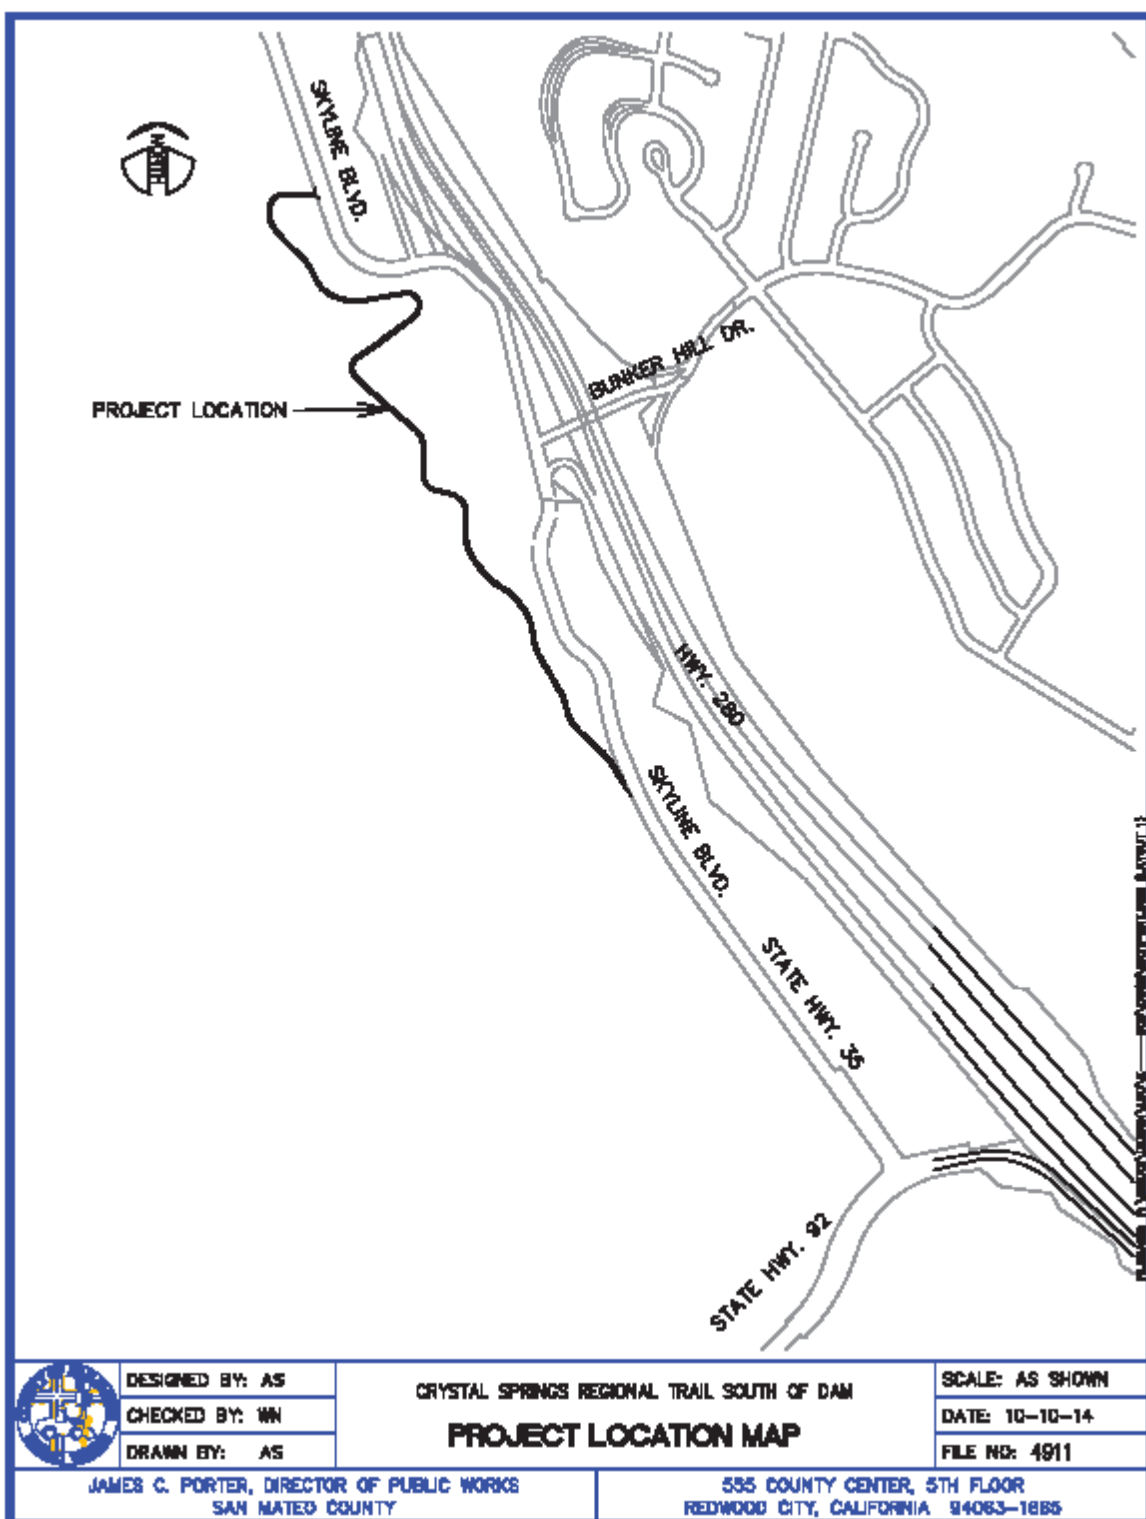 SKYLINE BLVD.
NORTH
BUNKER HILL DR.
PROJECT LOCATION
HWY. 280
SKYLINE BLVD.
STATE HWY. 35
STATE HWY. 92
DESIGNED BY: AS
CHECKED BY: WN
DRAWN BY: AS
CRYSTAL SPRINGS REGIONAL TRAIL SOUTH OF DAM
PROJECT LOCATION MAP
SCALE: AS SHOWN
DATE: 10-10-14
FILE NO: 4911
JAMES C. PORTER, DIRECTOR OF PUBLIC WORKS
SAN MATEO COUNTY
555 COUNTY CENTER, 5TH FLOOR
REDWOOD CITY, CALIFORNIA 94063-1665